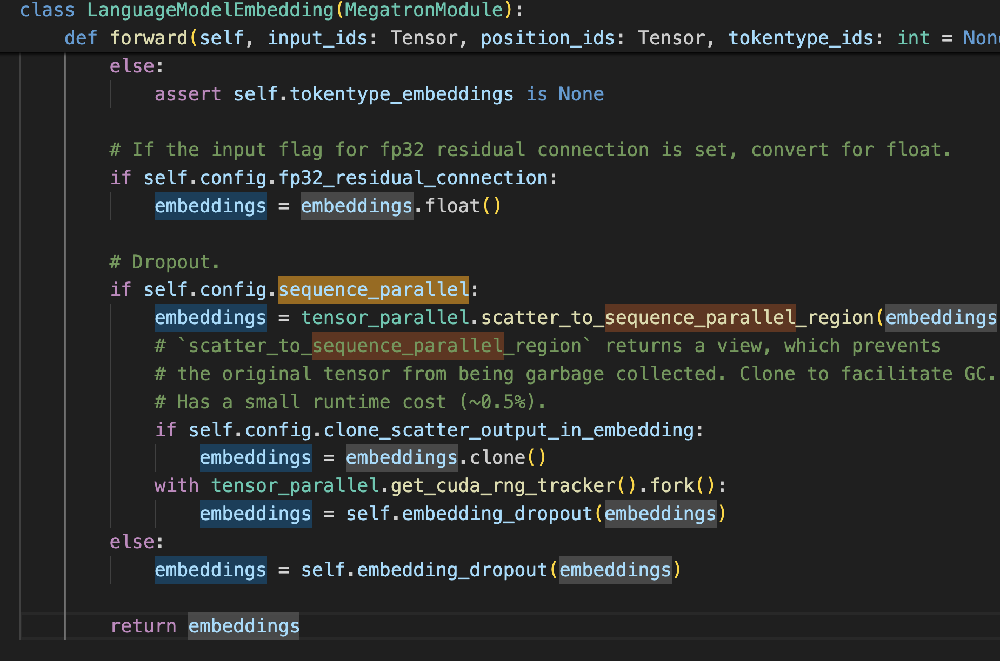 class LanguageModelEmbedding(MegatronModule):
def forward(self, input_ids: Tensor, position_ids: Tensor, tokentype_ids: int = None
else:
assert self.tokentype_embeddings is None
# If the input flag for fp32 residual connection is set, convert for float.
if self.config.fp32_residual_connection:
embeddings = embeddings.float()
# Dropout.
if self.config.sequence_parallel:
embeddings = tensor_parallel.scatter_to_sequence_parallel_region(embeddings
# `scatter_to_sequence_parallel_region` returns a view, which prevents
# the original tensor from being garbage collected. Clone to facilitate GC.
# Has a small runtime cost (~0.5%).
if self.config.clone_scatter_output_in_embedding:
embeddings = embeddings.clone()
with tensor_parallel.get_cuda_rng_tracker().fork():
embeddings = self.embedding_dropout(embeddings)
else:
embeddings = self.embedding_dropout(embeddings)
return embeddings